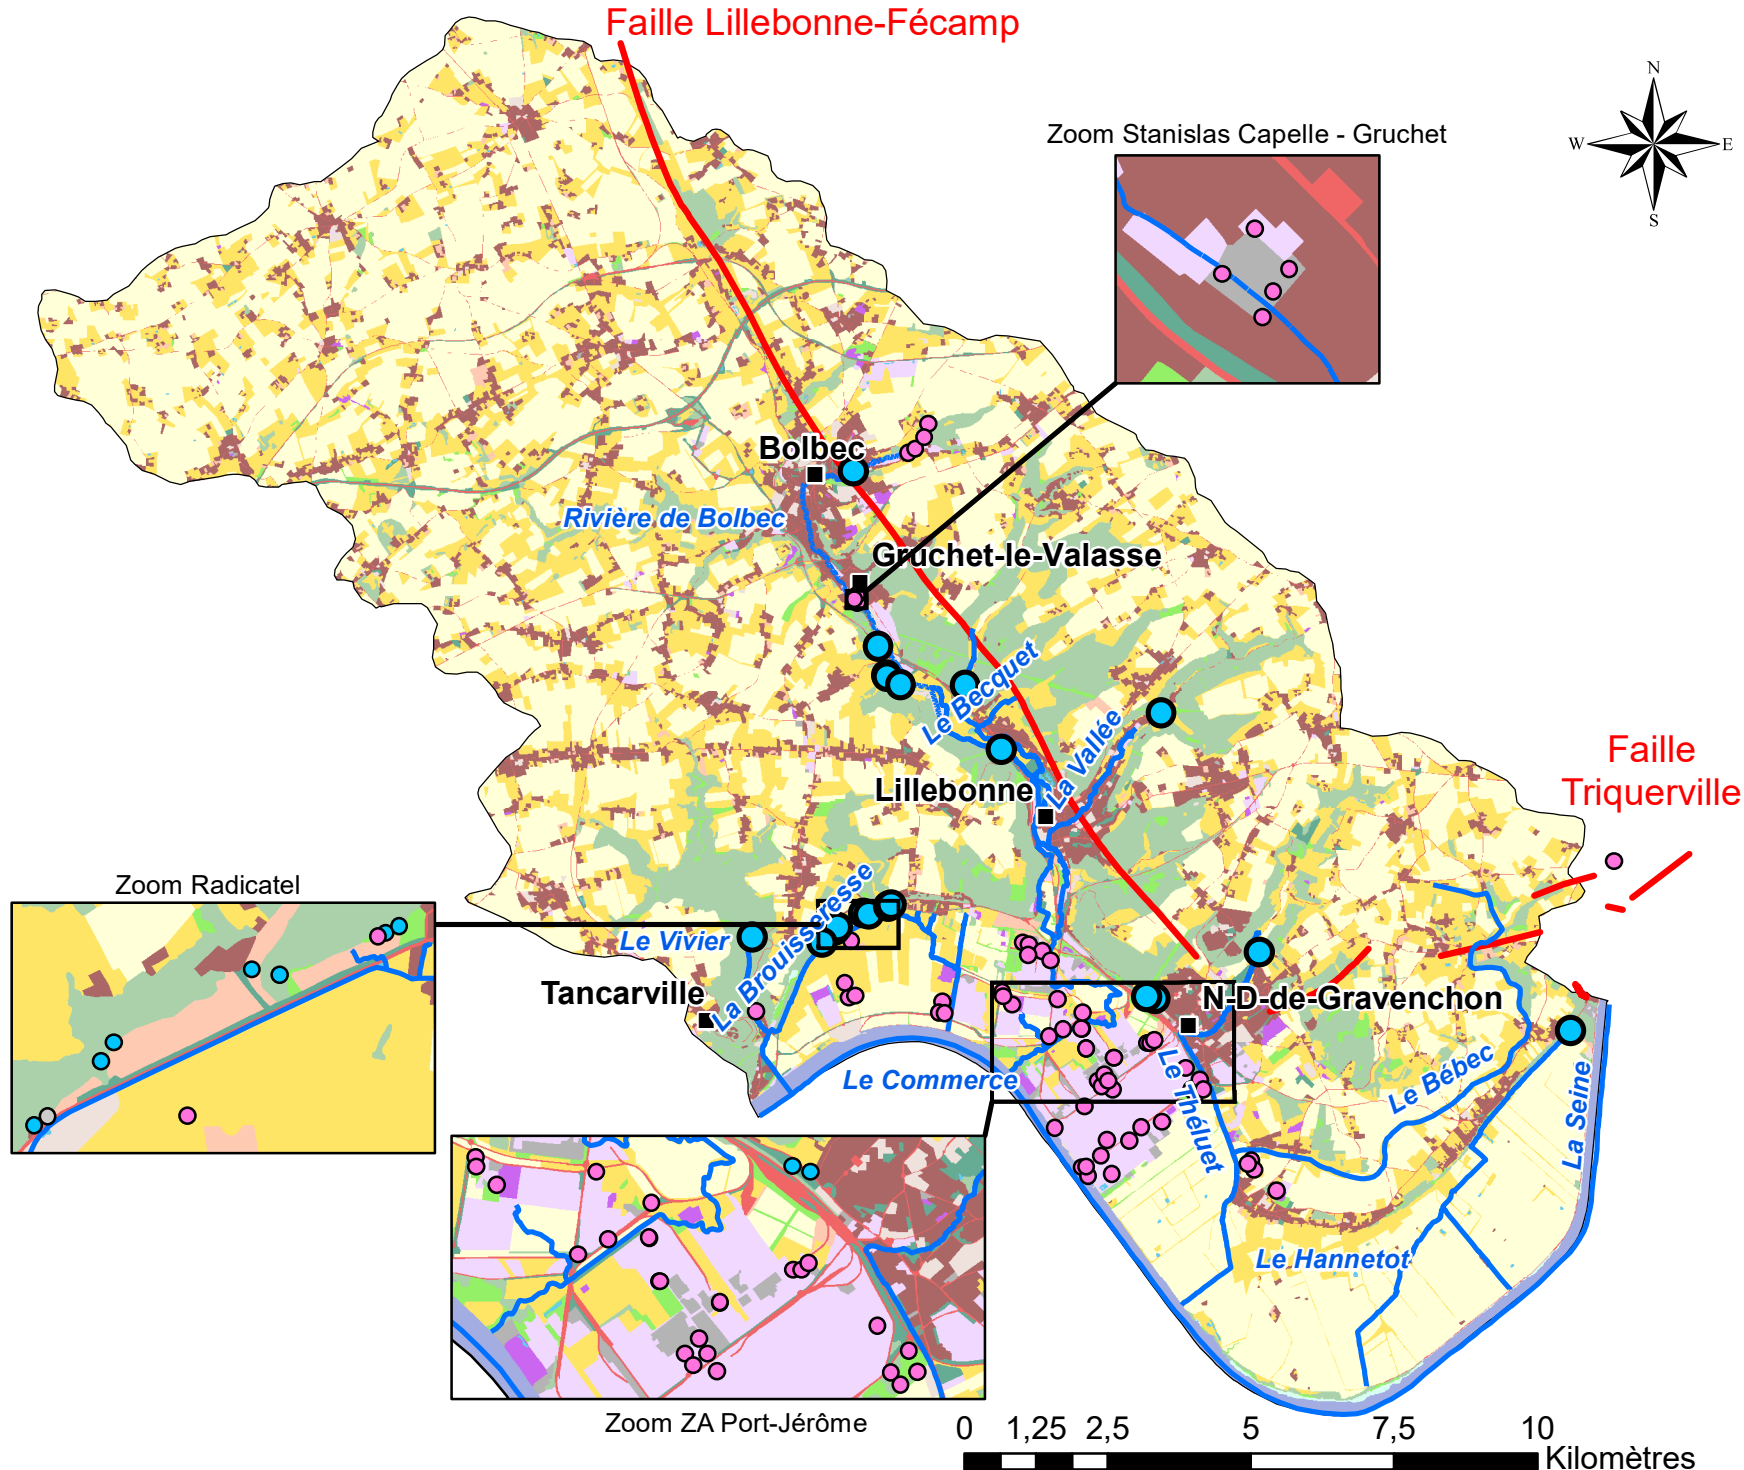 Faille Lillebonne-Fécamp
N
W
E
S
Zoom Stanislas Capelle - Gruchet
Bolbec
Rivière de Bolbec
Gruchet-le-Valasse
Le Becquet
La Vallée
Lillebonne
Faille
Triquerville
Zoom Radicatel
Le Vivier
La Brouisseresse
Tancarville
N-D-de-Gravenchon
Le Commerce
Le Théluet
Le Bébec
La Seine
Le Hannetot
Zoom ZA Port-Jérôme
0 1,25 2,5 5 7,5 10
Kilomètres